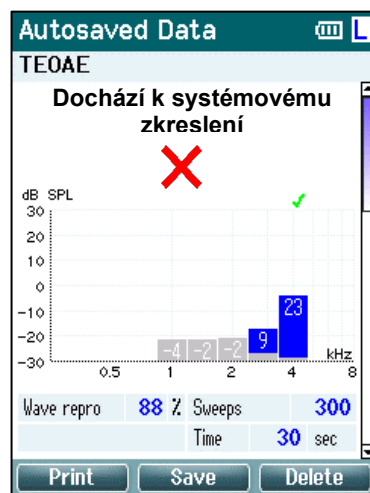 Autosaved Data L
TEOAE
Dochází k systémovému
zkreslení
dB SPL
30
20
10
0
-10
-20
-30
-4 -2 -2 9 23
kHz
0.5 1 2 4 8
Wave repro 88 % Sweeps 300
Time 30 sec
Print Save Delete